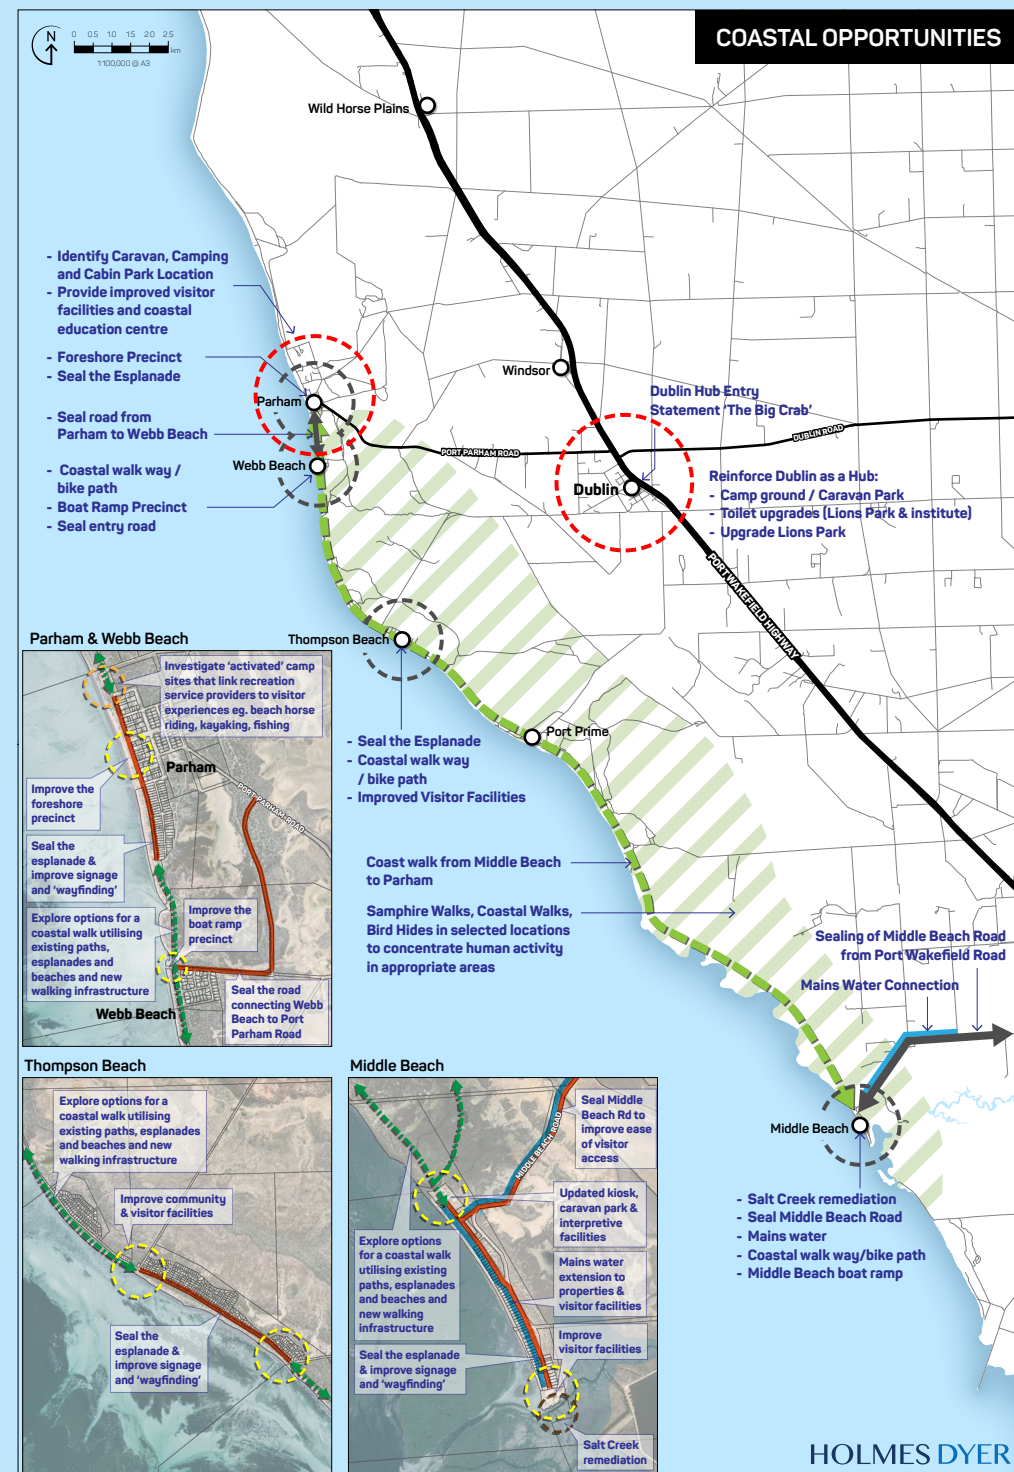 COASTAL OPPORTUNITIES
N
0 0.5 1.0 1.5 2.0 2.5
km
1:100,000 @ A3
Wild Horse Plains
- Identify Caravan, Camping
and Cabin Park Location
- Provide improved visitor
facilities and coastal
education centre
- Foreshore Precinct
- Seal the Esplanade
- Seal road from
Parham to Webb Beach
- Coastal walk way /
bike path
- Boat Ramp Precinct
- Seal entry road
Parham
Webb Beach
Windsor
Dublin Hub Entry
Statement 'The Big Crab'
PORT PARHAM ROAD
DUBLIN ROAD
Dublin
Reinforce Dublin as a Hub:
- Camp ground / Caravan Park
- Toilet upgrades (Lions Park & institute)
- Upgrade Lions Park
PORT WAKEFIELD HIGHWAY
Thompson Beach
- Seal the Esplanade
- Coastal walk way
/ bike path
- Improved Visitor Facilities
Port Prime
Coast walk from Middle Beach
to Parham
Samphire Walks, Coastal Walks,
Bird Hides in selected locations
to concentrate human activity
in appropriate areas
Sealing of Middle Beach Road
from Port Wakefield Road
Mains Water Connection
Middle Beach
- Salt Creek remediation
- Seal Middle Beach Road
- Mains water
- Coastal walk way/bike path
- Middle Beach boat ramp
Parham & Webb Beach
Investigate 'activated' camp
sites that link recreation
service providers to visitor
experiences eg. beach horse
riding, kayaking, fishing
Parham
PORT PARHAM ROAD
Improve the
foreshore
precinct
Seal the
esplanade &
improve signage
and 'wayfinding'
Explore options for a
coastal walk utilising
existing paths,
esplanades and
beaches and new
walking infrastructure
Improve the
boat ramp
precinct
Seal the road
connecting Webb
Beach to Port
Parham Road
Webb Beach
Thompson Beach
Explore options for a
coastal walk utilising
existing paths, esplanades
and beaches and new
walking infrastructure
Improve community
& visitor facilities
Seal the
esplanade &
improve signage
and 'wayfinding'
Middle Beach
Seal Middle
Beach Rd to
improve ease
of visitor
access
MIDDLE BEACH ROAD
Updated kiosk,
caravan park &
interpretive
facilities
Explore options
for a coastal walk
utilising existing
paths, esplanades
and beaches and
new walking
infrastructure
Mains water
extension to
properties &
visitor facilities
Improve
visitor facilities
Seal the esplanade
& improve signage
and 'wayfinding'
Salt Creek
remediation
HOLMES DYER